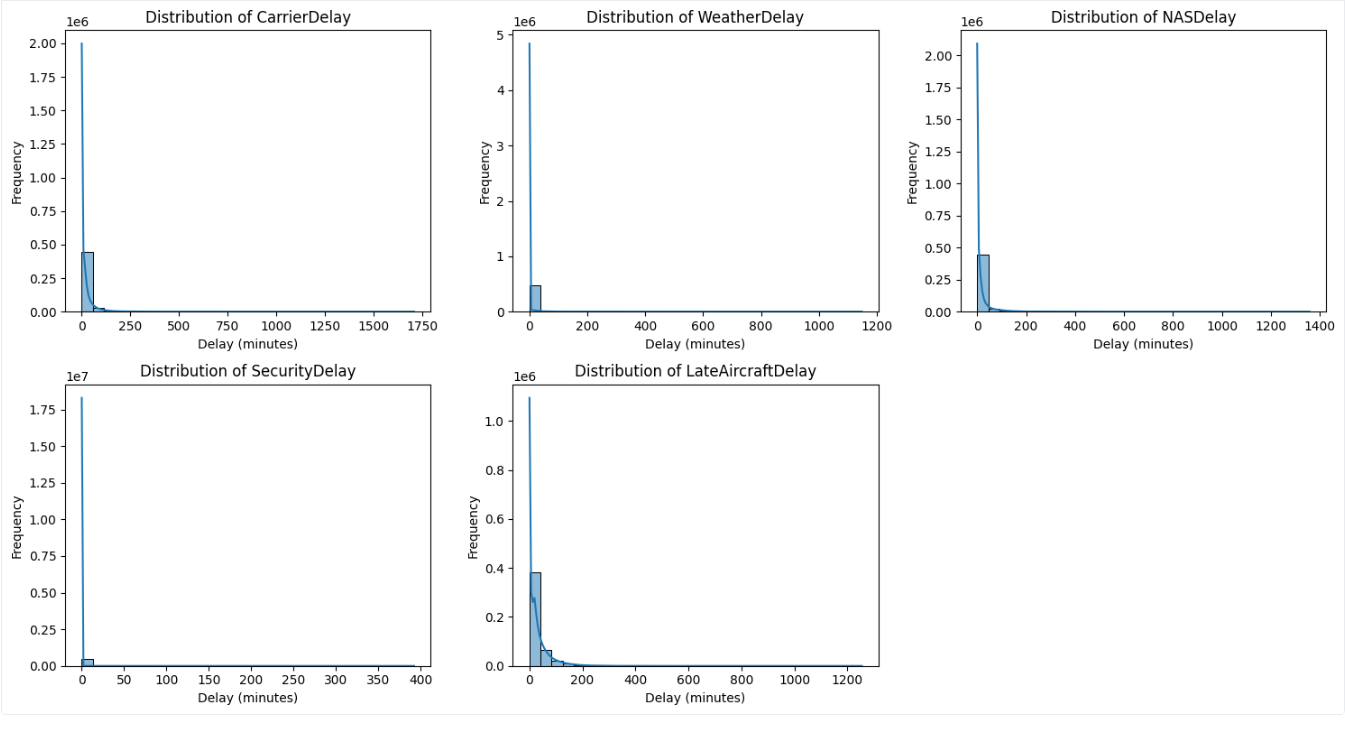 Distribution of CarrierDelay
1e6
2.00
1.75
1.50
1.25
1.00
0.75
0.50
0.25
0.00
Frequency
0 250 500 750 1000 1250 1500 1750
Delay (minutes)
Distribution of WeatherDelay
1e6
5
4
3
2
1
0
Frequency
0 200 400 600 800 1000 1200
Delay (minutes)
Distribution of NASDelay
1e6
2.00
1.75
1.50
1.25
1.00
0.75
0.50
0.25
0.00
Frequency
0 200 400 600 800 1000 1200 1400
Delay (minutes)
Distribution of SecurityDelay
1e7
1.75
1.50
1.25
1.00
0.75
0.50
0.25
0.00
Frequency
0 50 100 150 200 250 300 350 400
Delay (minutes)
Distribution of LateAircraftDelay
1e6
1.0
0.8
0.6
0.4
0.2
0.0
Frequency
0 200 400 600 800 1000 1200
Delay (minutes)